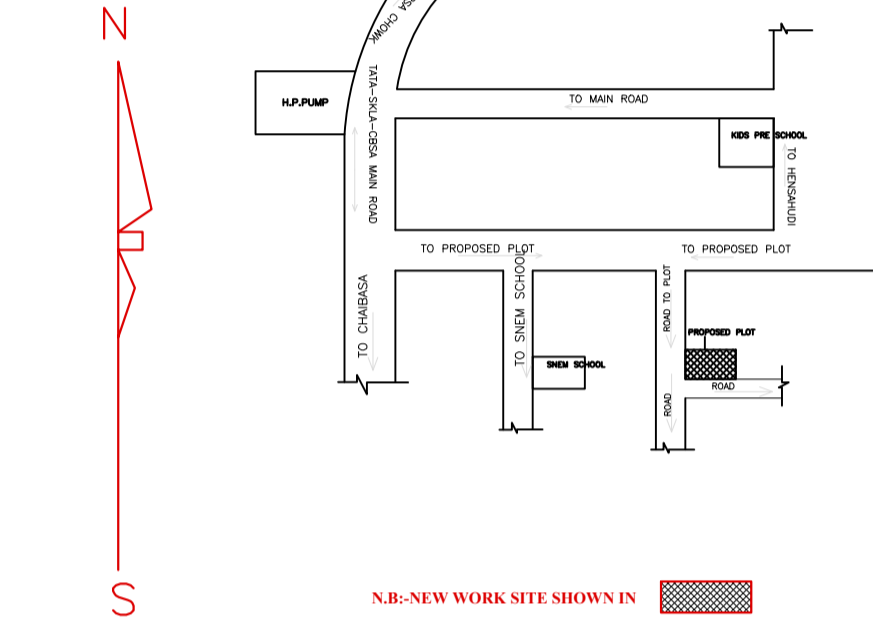 N
SA CHOWK
H.P.PUMP
TATA-SKLA-CBSA MAIN ROAD
TO MAIN ROAD
KIDS PRE SCHOOL
TO HENSAHUDI
TO PROPOSED PLOT
TO PROPOSED PLOT
TO CHAIBASA
TO SNEM SCHOOL
ROAD TO PLOT
PROPOSED PLOT
SNEM SCHOOL
ROAD
ROAD
S
N.B:-NEW WORK SITE SHOWN IN